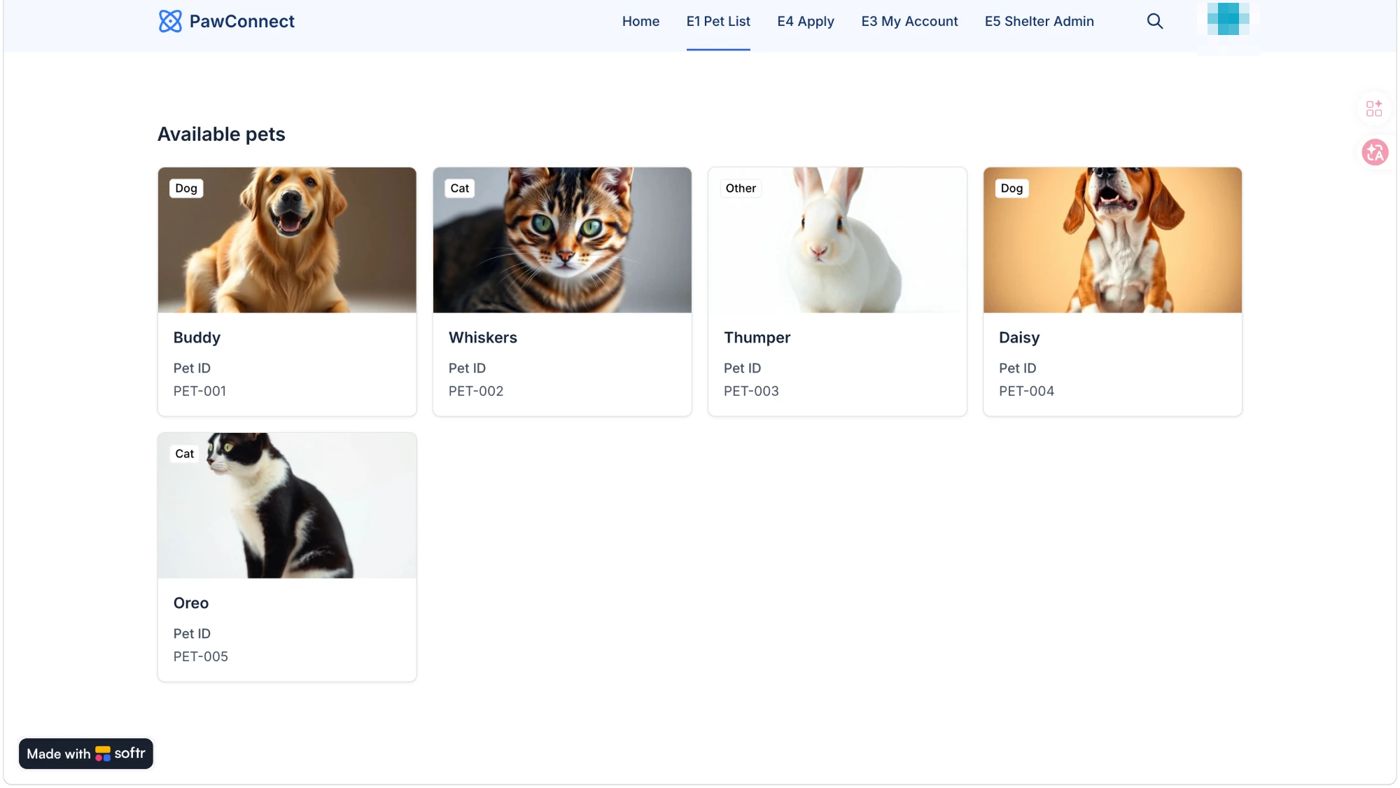 PawConnect
Home
E1 Pet List
E4 Apply
E3 My Account
E5 Shelter Admin
Available pets
Dog
Buddy
Pet ID
PET-001
Cat
Whiskers
Pet ID
PET-002
Other
Thumper
Pet ID
PET-003
Dog
Daisy
Pet ID
PET-004
Cat
Oreo
Pet ID
PET-005
Made with softr
A